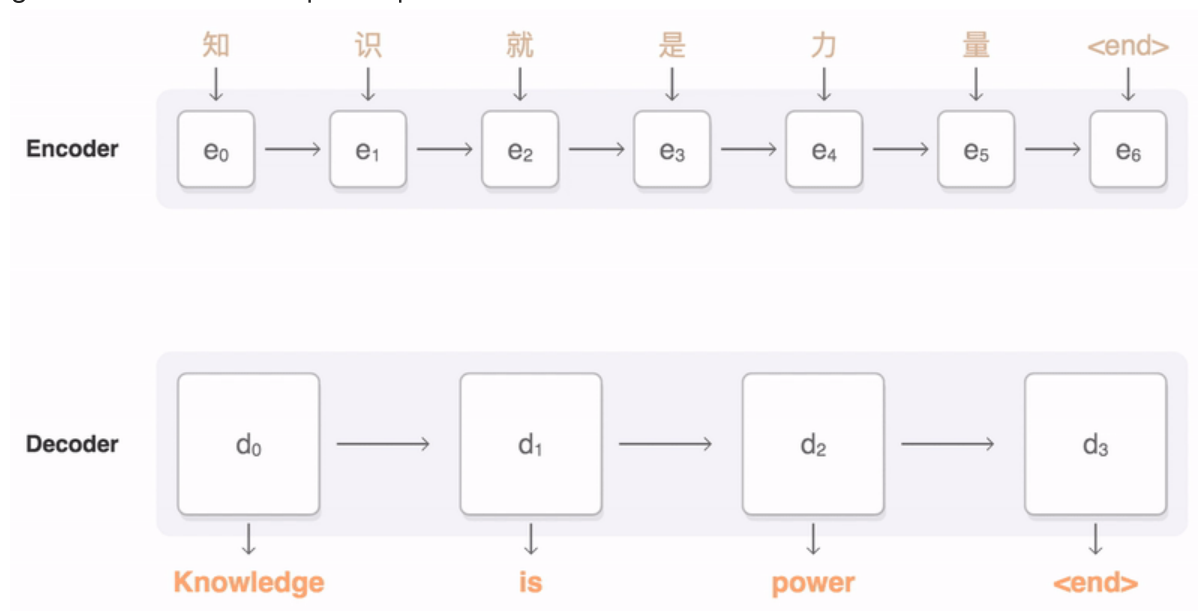 知 识 就 是 力 量 <end>
Encoder e₀ e₁ e₂ e₃ e₄ e₅ e₆
Decoder d₀ d₁ d₂ d₃
Knowledge is power <end>